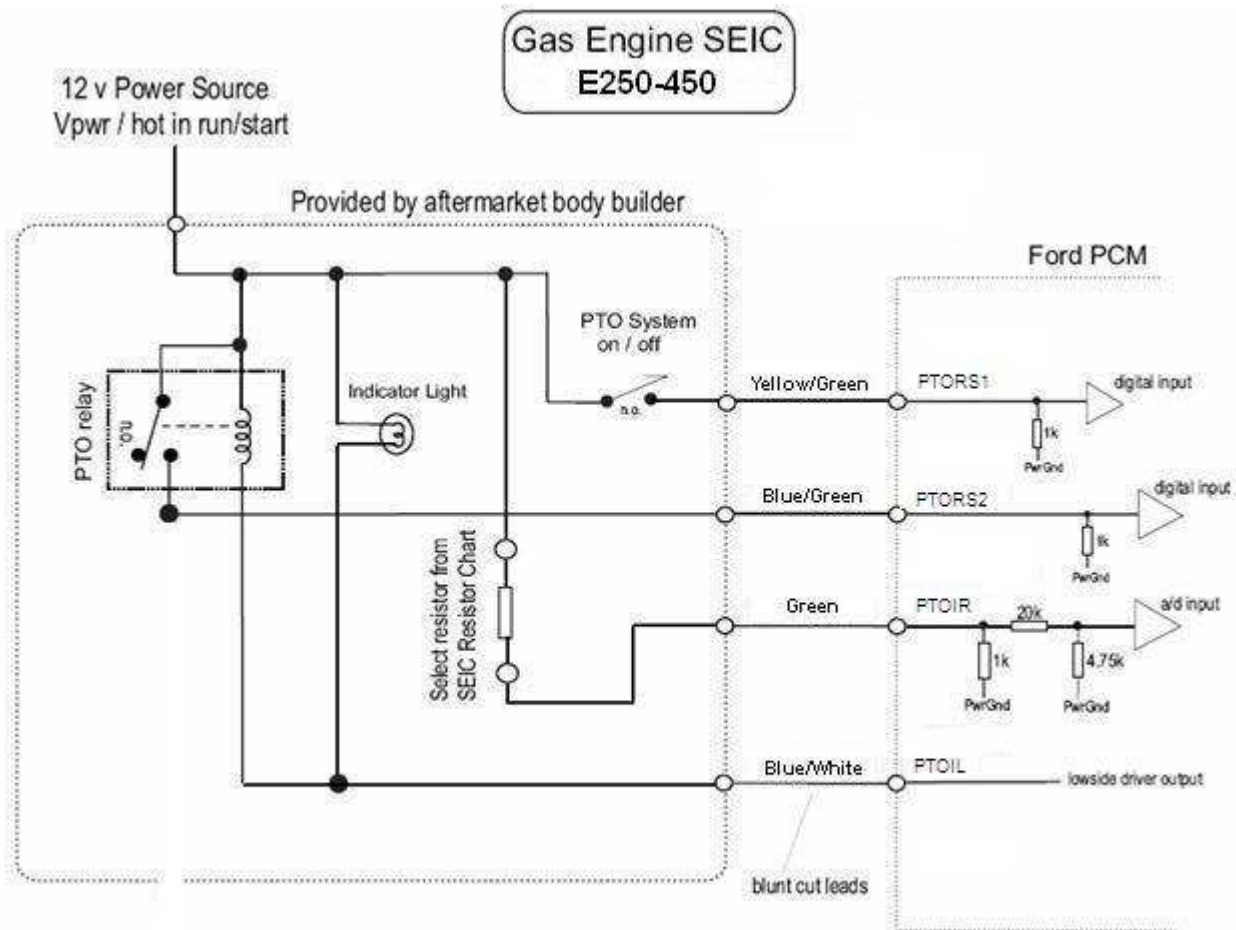 Gas Engine SEIC
E250-450
12 v Power Source
Vpwr / hot in run/start
Provided by aftermarket body builder
Ford PCM
PTO System
on / off
n.o.
PTO relay
n.o.
Indicator Light
Select resistor from
SEIC Resistor Chart
Yellow/Green
PTORS1
digital input
1k
PwrGnd
Blue/Green
PTORS2
digital input
1k
PwrGnd
Green
PTOIR
20k
a/d input
1k
4.75k
PwrGnd
PwrGnd
Blue/White
PTOIL
lowside driver output
blunt cut leads